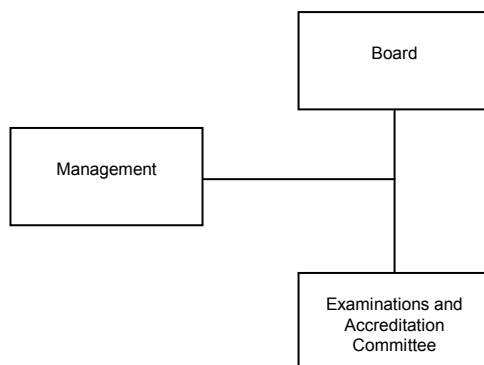 Board
Management
Examinations and
Accreditation
Committee